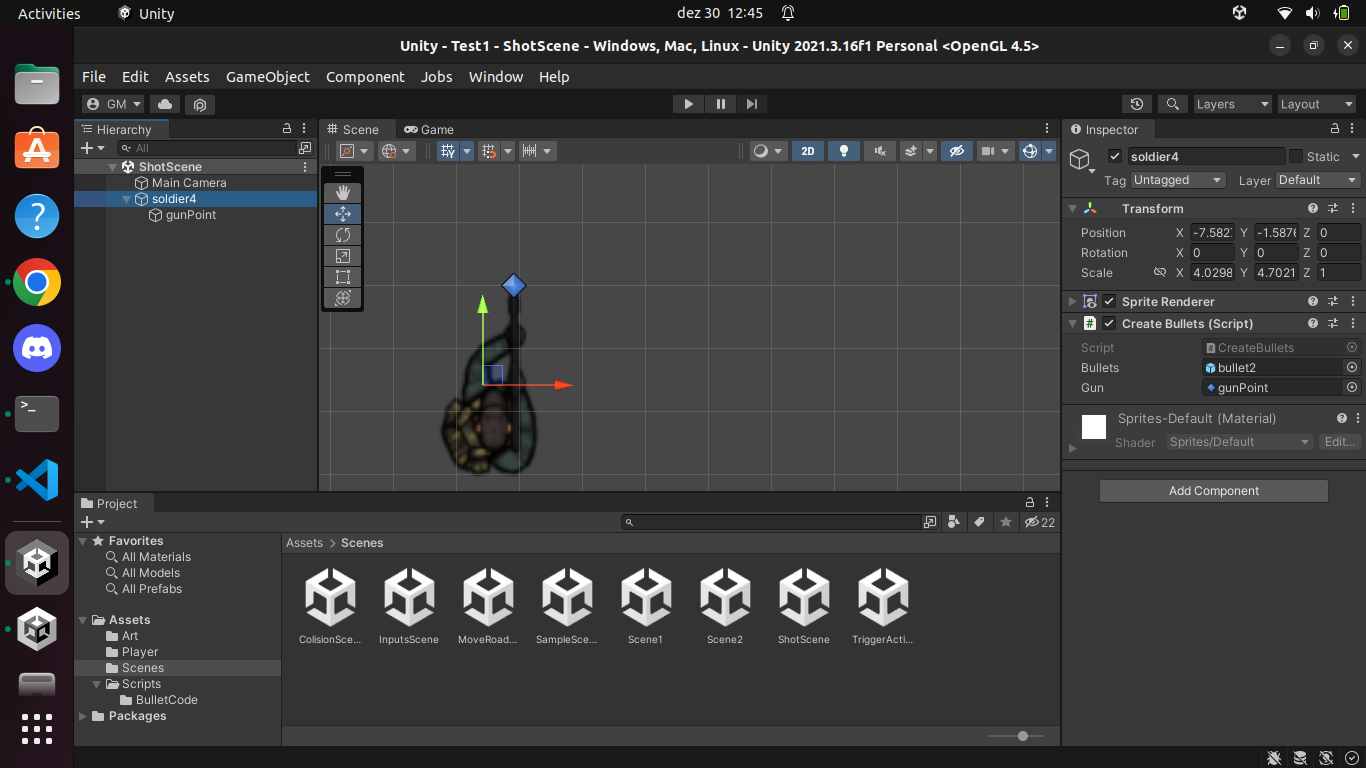 Activities Unity dez 30 12:45
Unity - Test1 - ShotScene - Windows, Mac, Linux - Unity 2021.3.16f1 Personal <OpenGL 4.5>
File Edit Assets GameObject Component Jobs Window Help
GM Layers Layout
Hierarchy Scene Game Inspector
All
ShotScene
Main Camera
soldier4
gunPoint
2D
soldier4 Static
Tag Untagged Layer Default
Transform
Position X -7.582 Y -1.5876 Z 0
Rotation X 0 Y 0 Z 0
Scale X 4.0298 Y 4.7021 Z 1
Sprite Renderer
# Create Bullets (Script)
Script CreateBullets
Bullets bullet2
Gun gunPoint
Sprites-Default (Material)
Shader Sprites/Default Edit...
Add Component
Project
22
Favorites
All Materials
All Models
All Prefabs
Assets
Art
Player
Scenes
Scripts
BulletCode
Packages
Assets > Scenes
ColisionSce... InputsScene MoveRoad... SampleSce... Scene1 Scene2 ShotScene TriggerActi...